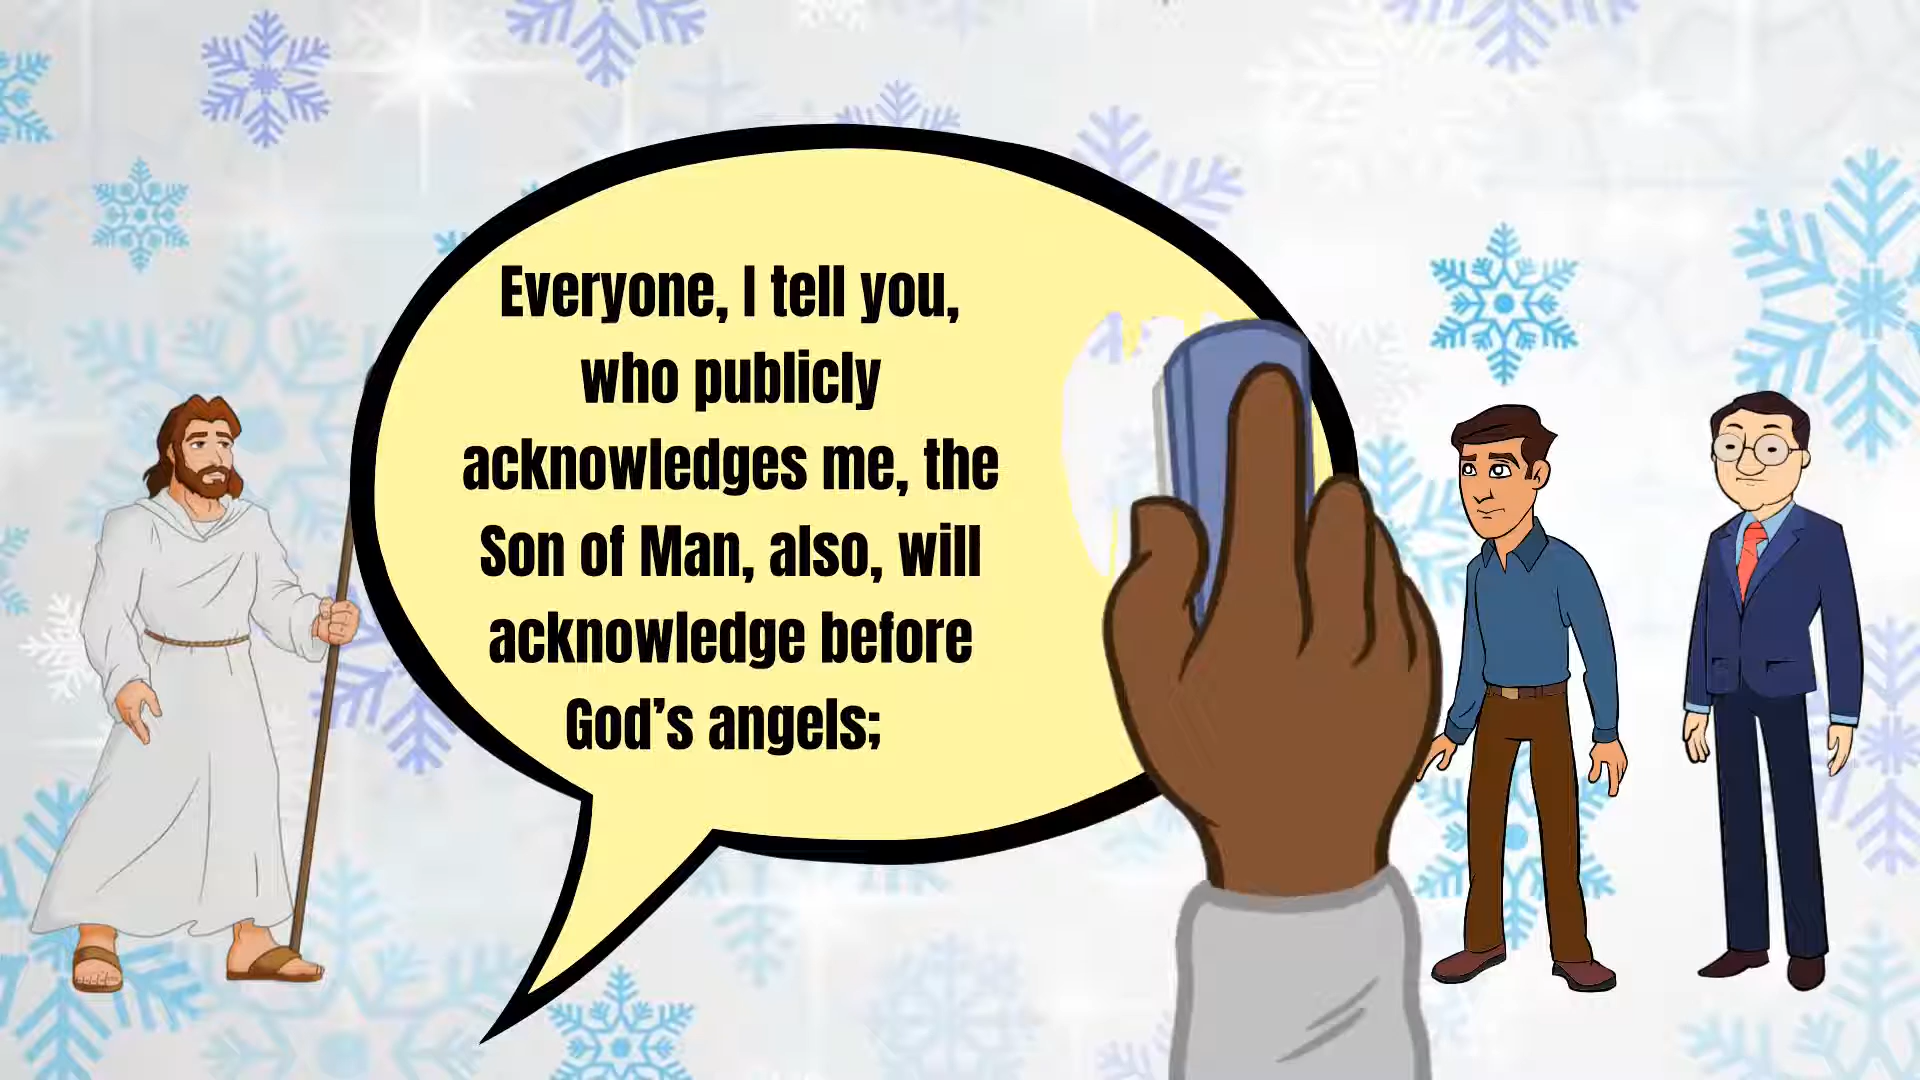 Everyone, I tell you,
who publicly
acknowledges me, the
Son of Man, also, will
acknowledge before
God’s angels;